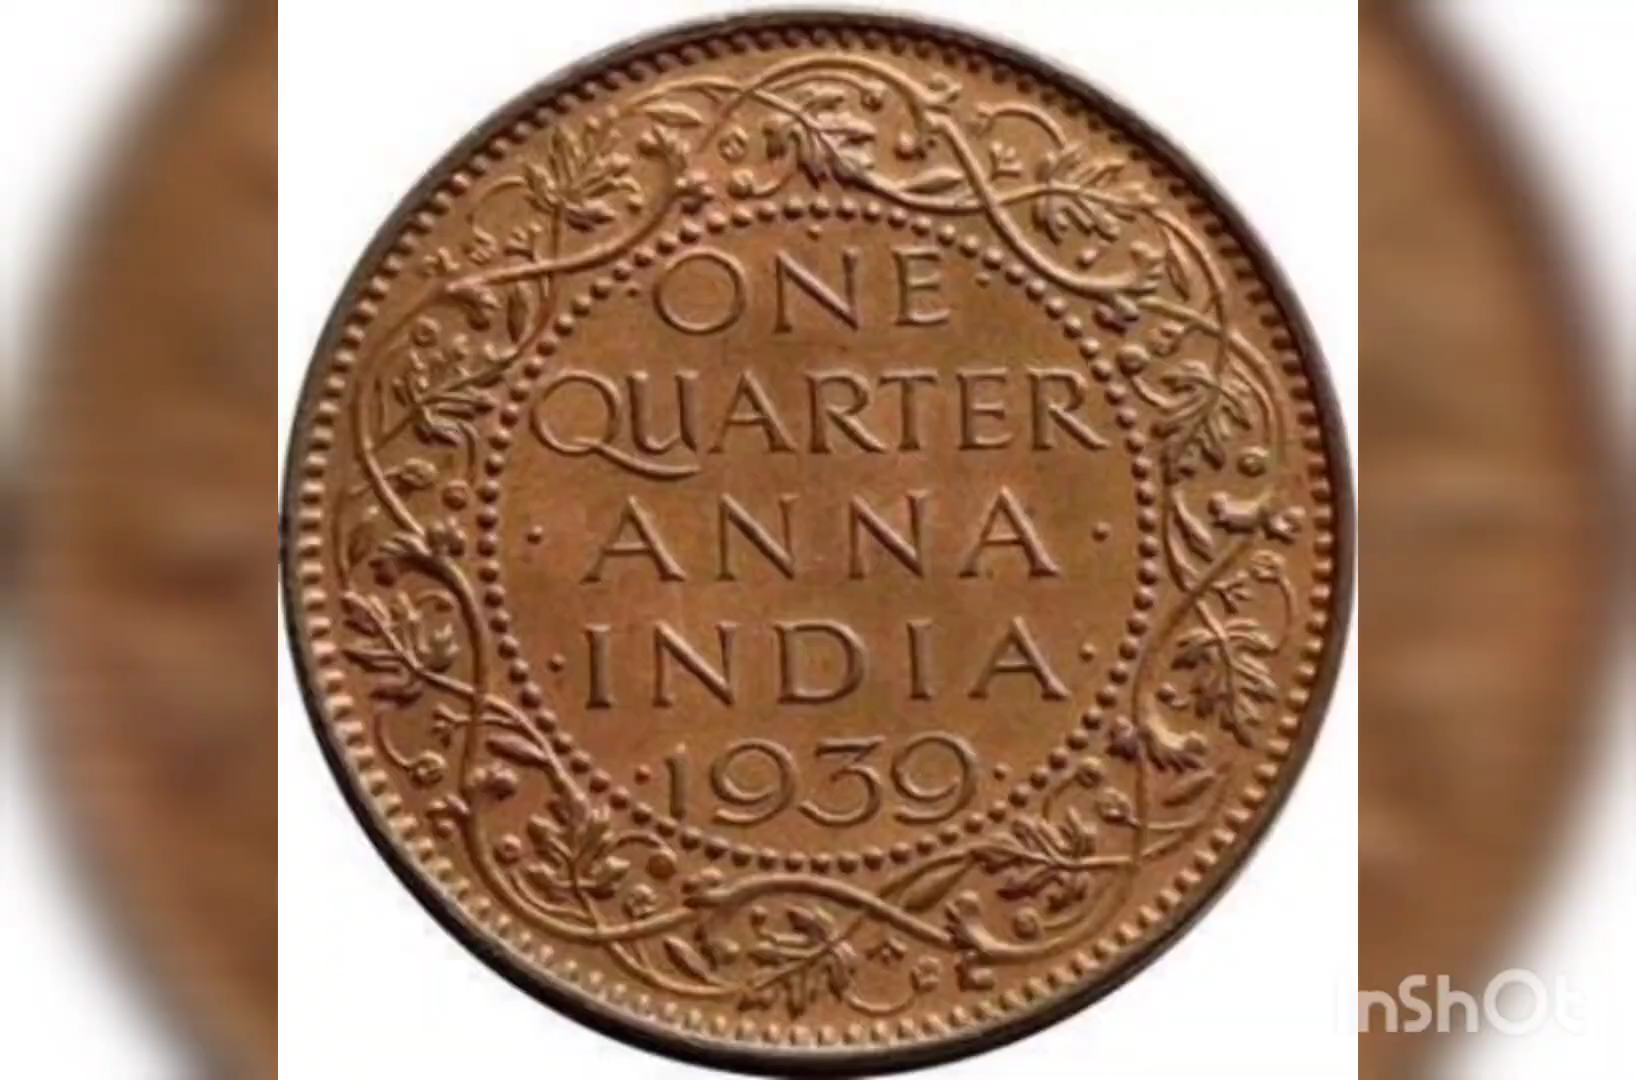 ONE
QUARTER
· ANNA ·
· INDIA ·
· 1939 ·
InShOt